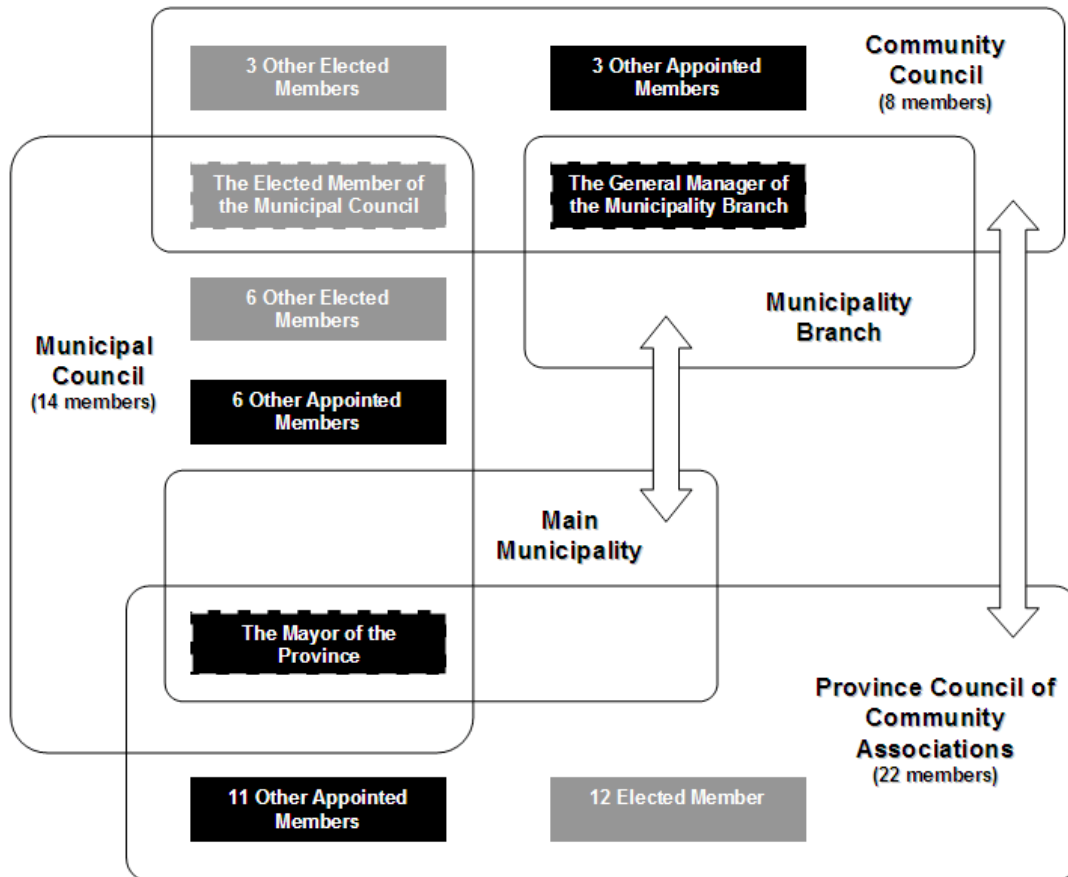 3 Other Elected
Members
3 Other Appointed
Members
Community
Council
(8 members)
The Elected Member of
the Municipal Council
The General Manager of
the Municipality Branch
6 Other Elected
Members
Municipality
Branch
Municipal
Council
(14 members)
6 Other Appointed
Members
Main
Municipality
The Mayor of the
Province
Province Council of
Community
Associations
(22 members)
11 Other Appointed
Members
12 Elected Member